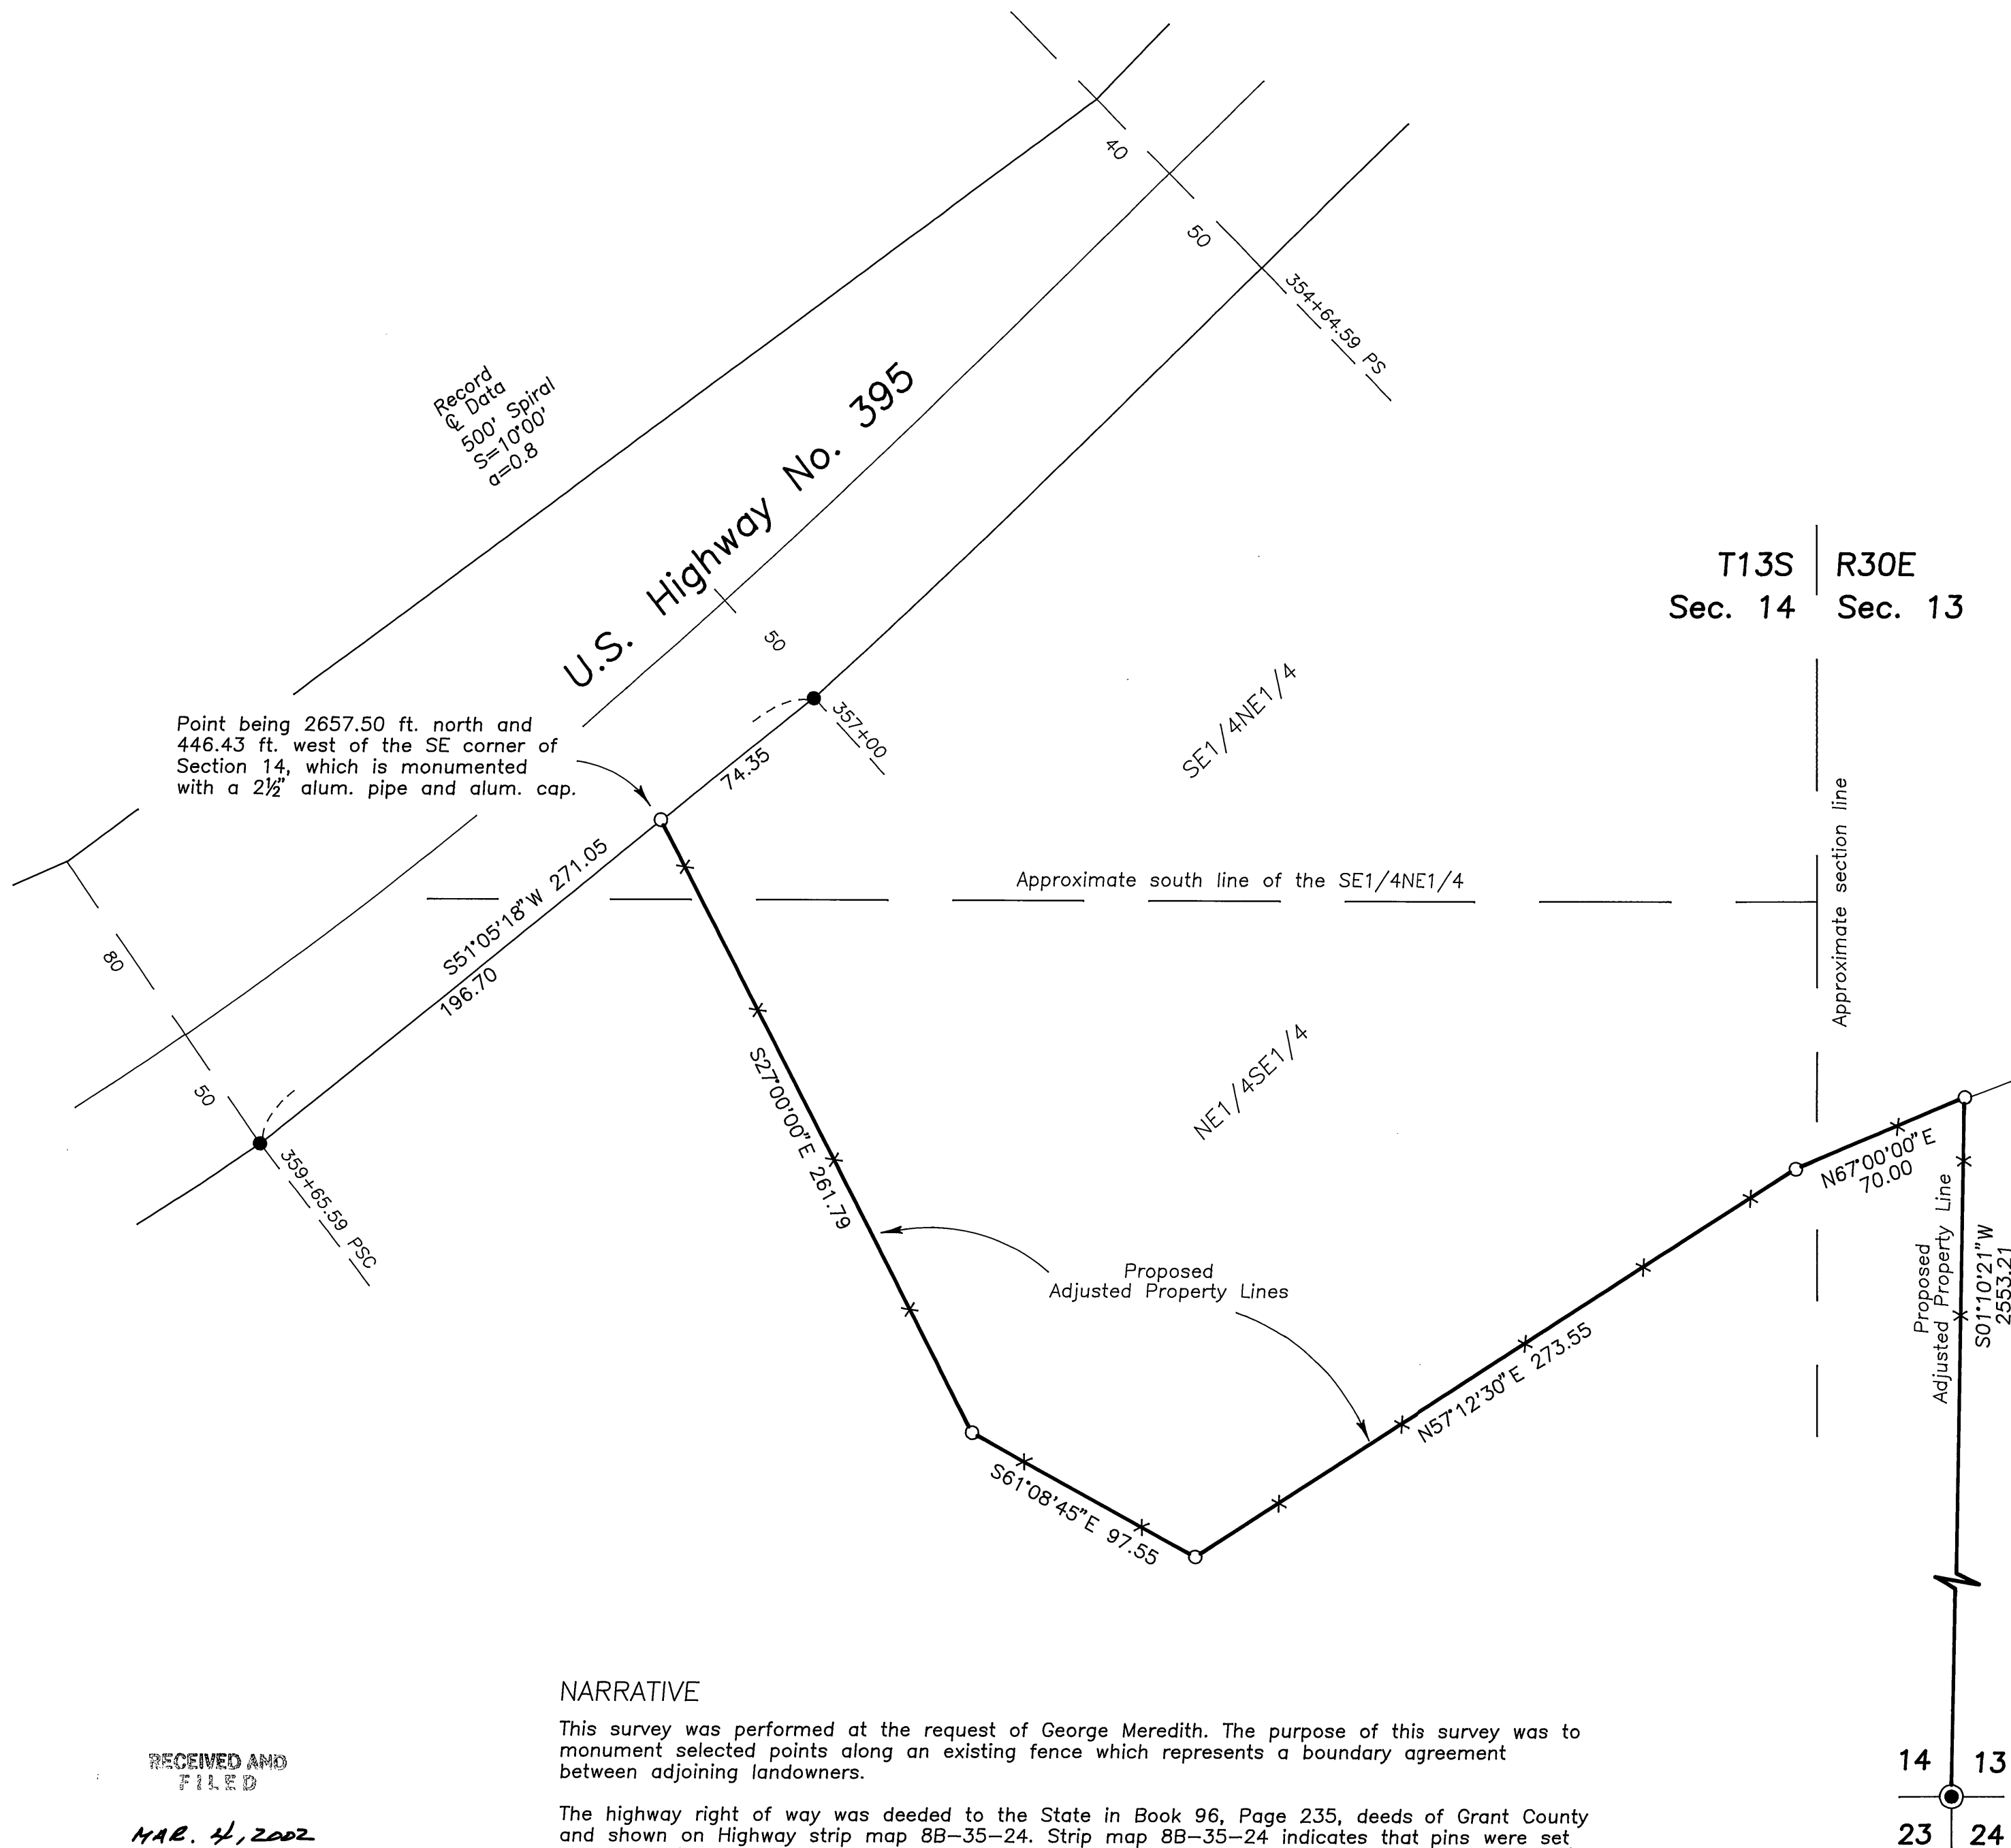 40
50
354+64.59 PS
Record
℄ Data
500' Spiral
S=10°00'
a=0.8
U.S. Highway No. 395
T13S R30E
Sec. 14 Sec. 13
50
357+00
SE1/4NE1/4
Point being 2657.50 ft. north and
446.43 ft. west of the SE corner of
Section 14, which is monumented
with a 2½" alum. pipe and alum. cap.
74.35
S51°05'18"W 271.05
196.70
Approximate south line of the SE1/4NE1/4
Approximate section line
80
50
359+65.59 PSC
S27°00'00"E 261.79
NE1/4SE1/4
N67°00'00"E
70.00
Proposed
Adjusted Property Line
S01°10'21"W
2553.21
Proposed
Adjusted Property Lines
N57°12'30"E 273.55
S61°08'45"E 97.55
NARRATIVE
This survey was performed at the request of George Meredith. The purpose of this survey was to
monument selected points along an existing fence which represents a boundary agreement
between adjoining landowners.
The highway right of way was deeded to the State in Book 96, Page 235, deeds of Grant County
and shown on Highway strip map 8B-35-24. Strip map 8B-35-24 indicates that pins were set
RECEIVED AND
FILED
MAR. 4, 2002
14 13
23 24